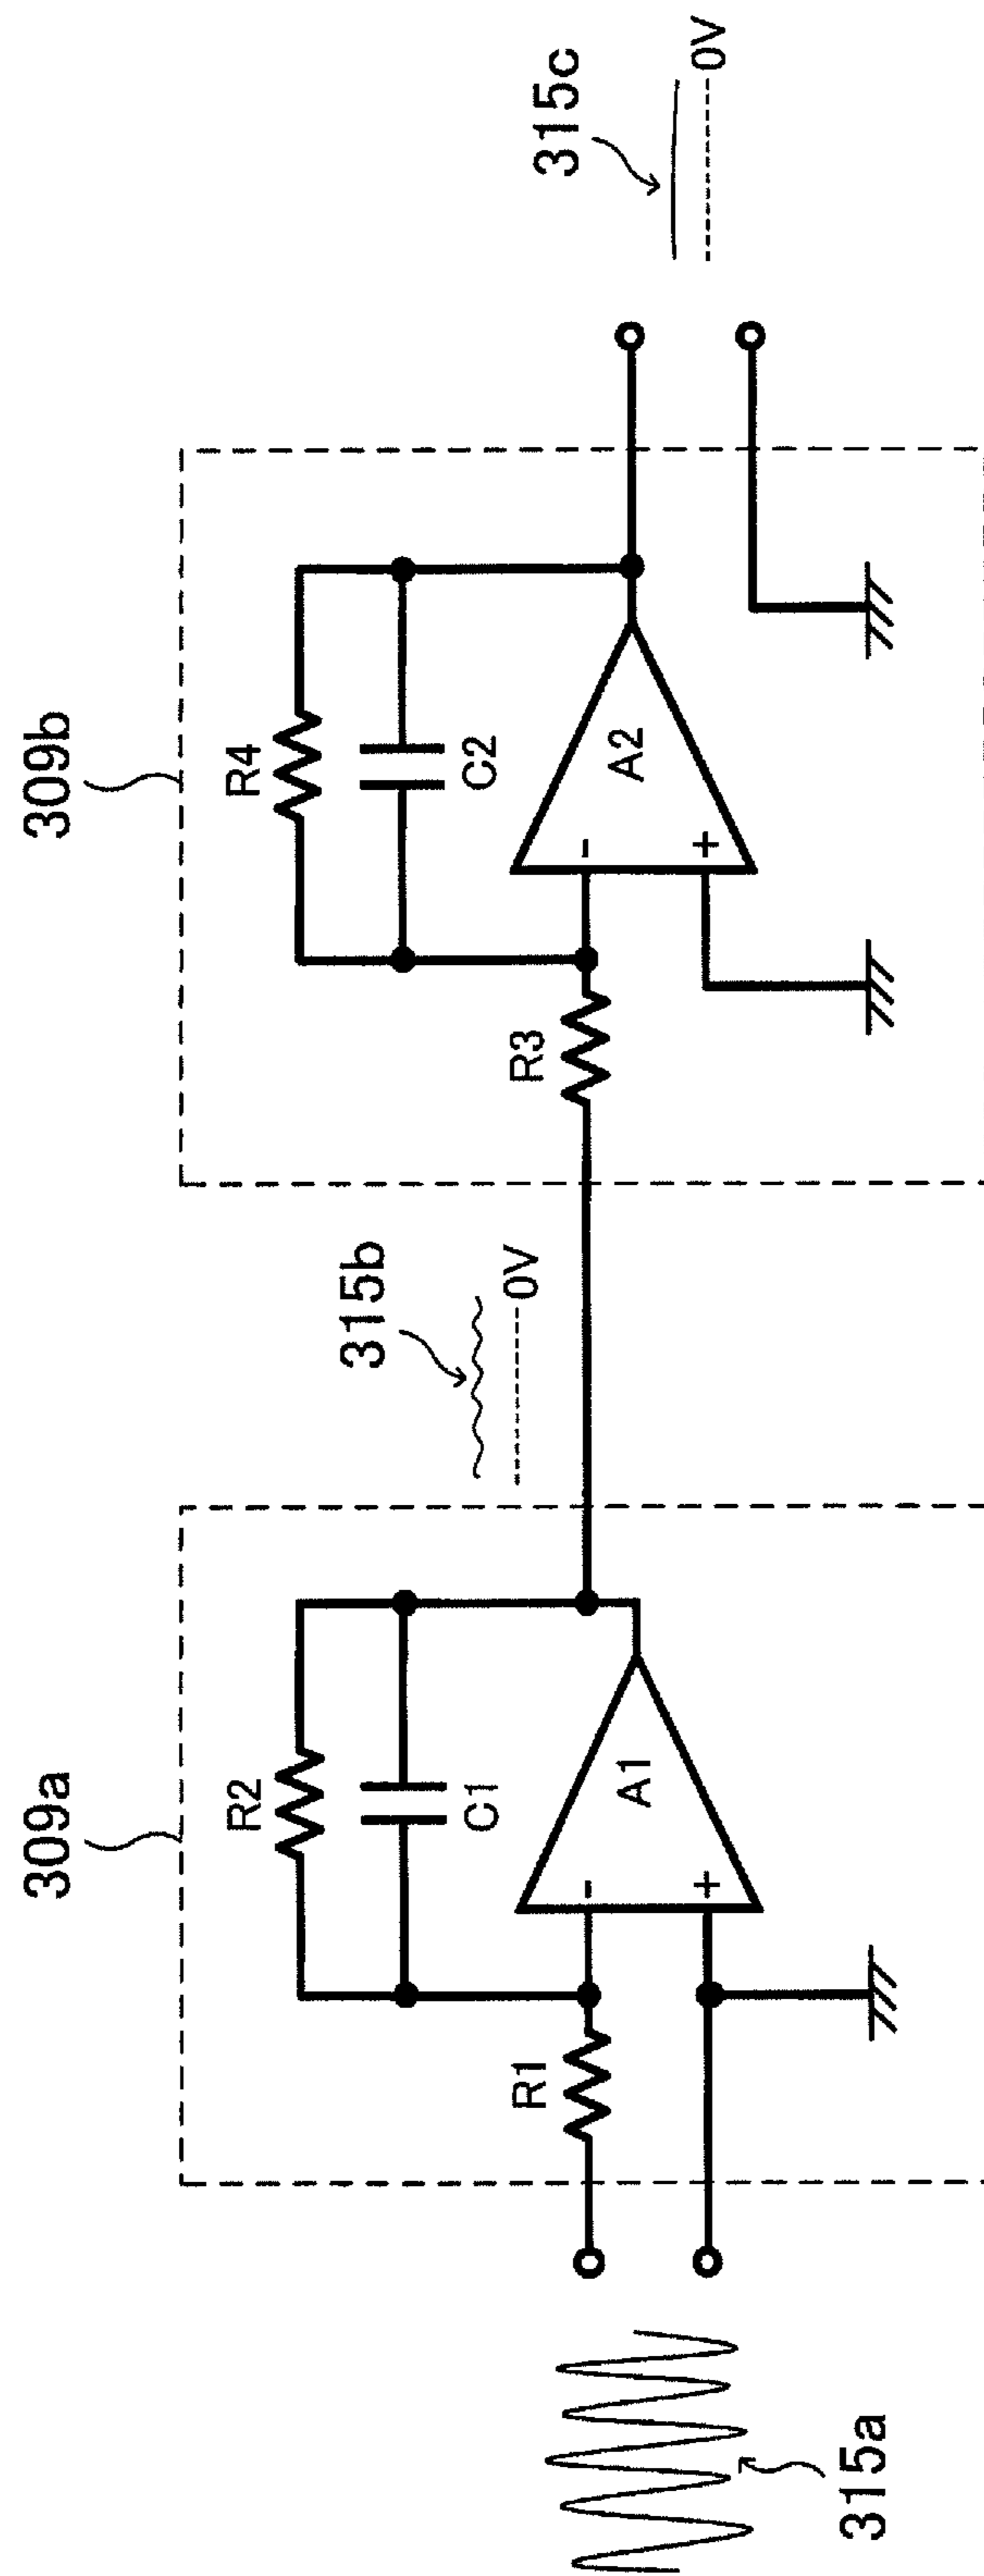 309a
309b
R2
R4
C1
C2
315b
0V
315c
0V
R1
R3
-
A1
+
-
A2
+
315a